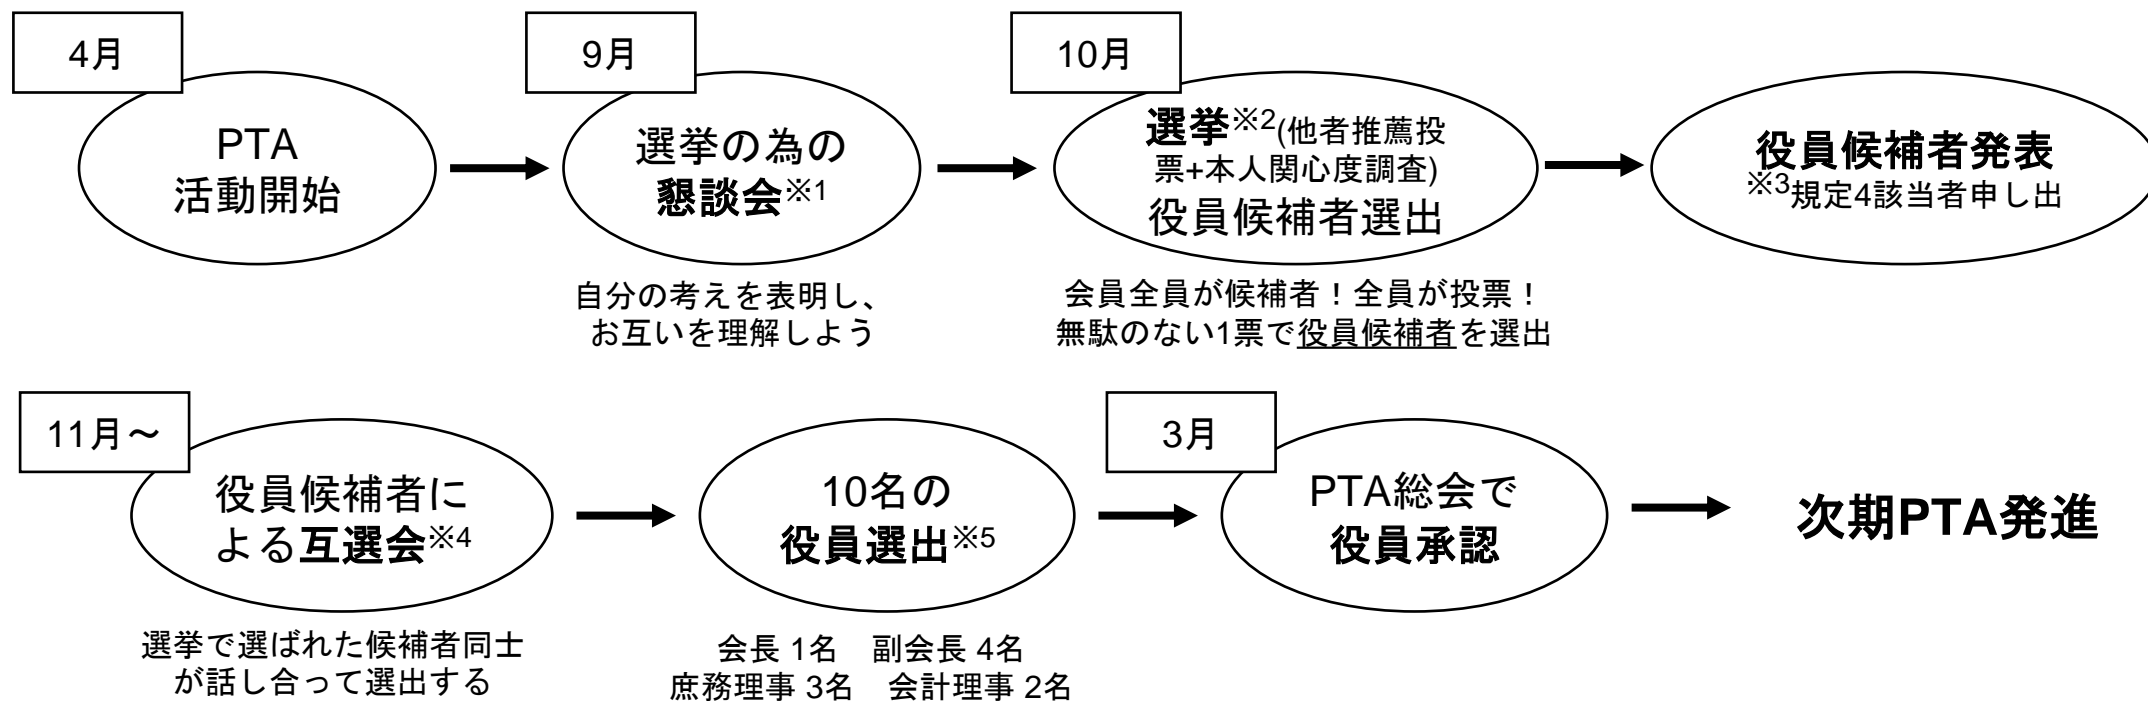 4月
PTA
活動開始
9月
選挙の為の
懇談会※1
自分の考えを表明し、
お互いを理解しよう
10月
選挙※2(他者推薦投
票+本人関心度調査)
役員候補者選出
会員全員が候補者！全員が投票！
無駄のない1票で役員候補者を選出
役員候補者発表
※3規定4該当者申し出
11月～
役員候補者に
よる互選会※4
選挙で選ばれた候補者同士
が話し合って選出する
10名の
役員選出※5
会長 1名　副会長 4名
庶務理事 3名　会計理事 2名
3月
PTA総会で
役員承認
次期PTA発進